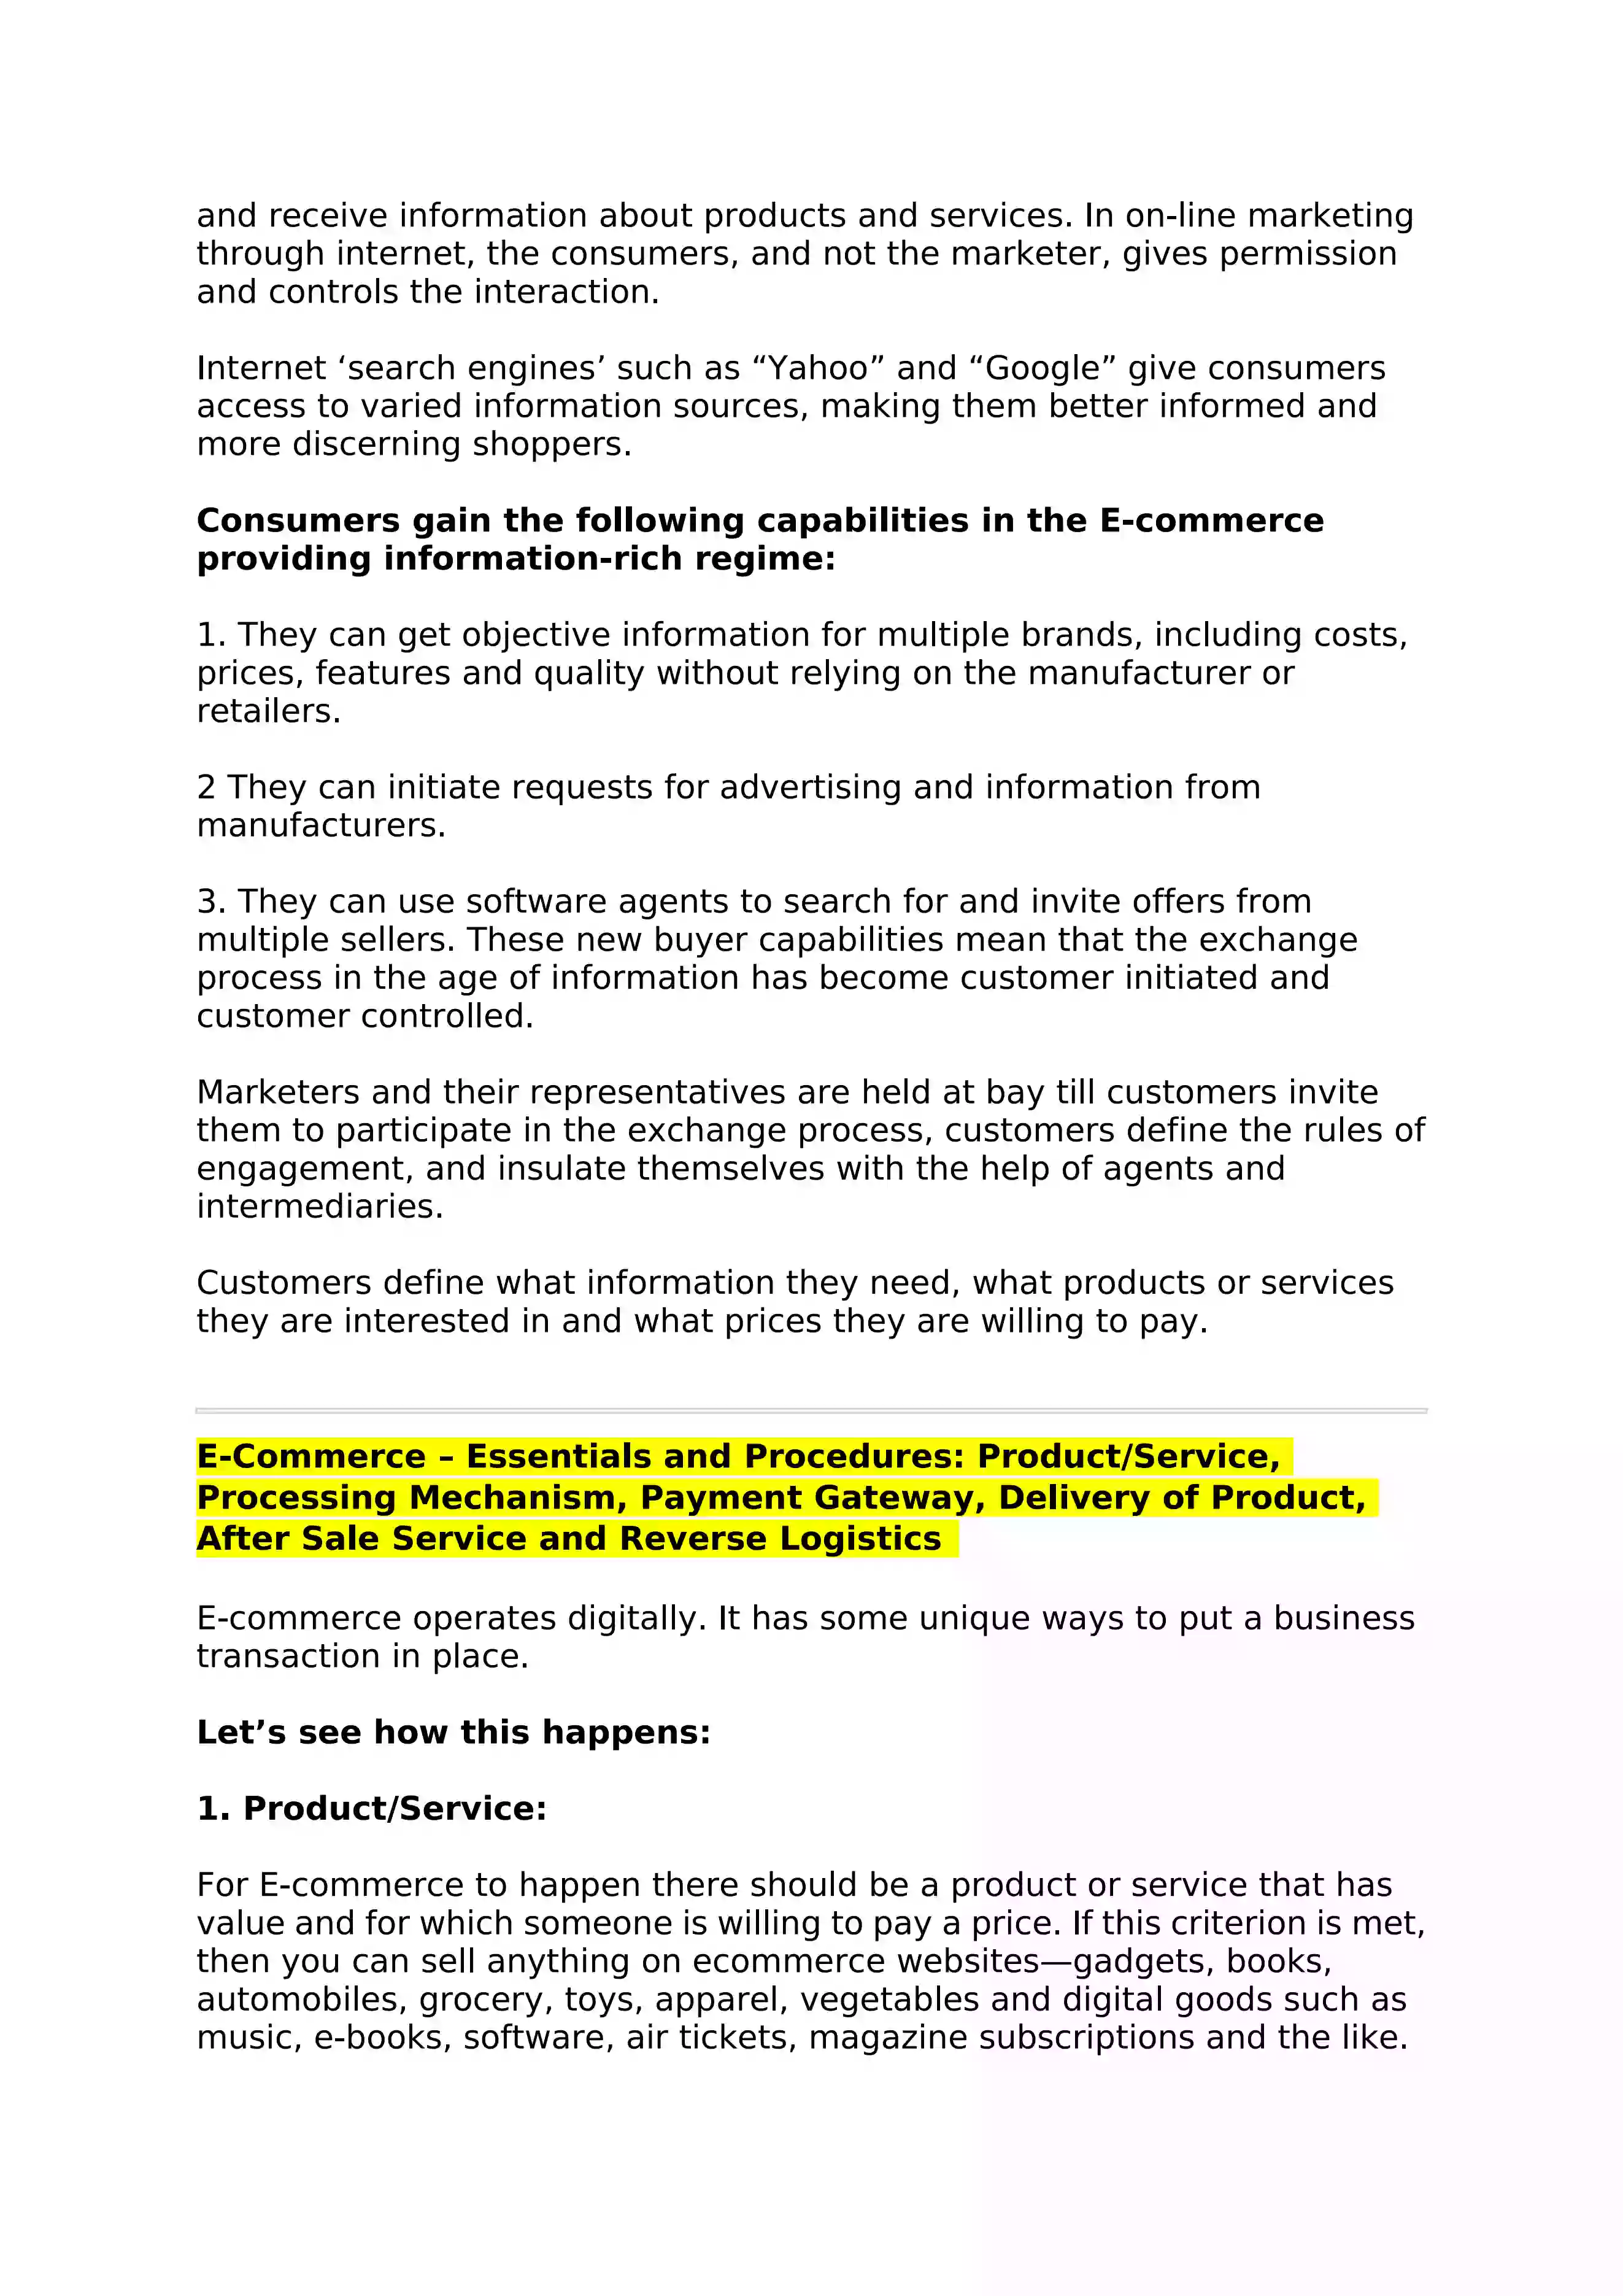 and receive information about products and services. In on-line marketing
through internet, the consumers, and not the marketer, gives permission
and controls the interaction.
Internet ‘search engines’ such as “Yahoo” and “Google” give consumers
access to varied information sources, making them better informed and
more discerning shoppers.
Consumers gain the following capabilities in the E-commerce
providing information-rich regime:
1. They can get objective information for multiple brands, including costs,
prices, features and quality without relying on the manufacturer or
retailers.
2 They can initiate requests for advertising and information from
manufacturers.
3. They can use software agents to search for and invite offers from
multiple sellers. These new buyer capabilities mean that the exchange
process in the age of information has become customer initiated and
customer controlled.
Marketers and their representatives are held at bay till customers invite
them to participate in the exchange process, customers define the rules of
engagement, and insulate themselves with the help of agents and
intermediaries.
Customers define what information they need, what products or services
they are interested in and what prices they are willing to pay.
E-Commerce – Essentials and Procedures: Product/Service,
Processing Mechanism, Payment Gateway, Delivery of Product,
After Sale Service and Reverse Logistics
E-commerce operates digitally. It has some unique ways to put a business
transaction in place.
Let’s see how this happens:
1. Product/Service:
For E-commerce to happen there should be a product or service that has
value and for which someone is willing to pay a price. If this criterion is met,
then you can sell anything on ecommerce websites—gadgets, books,
automobiles, grocery, toys, apparel, vegetables and digital goods such as
music, e-books, software, air tickets, magazine subscriptions and the like.